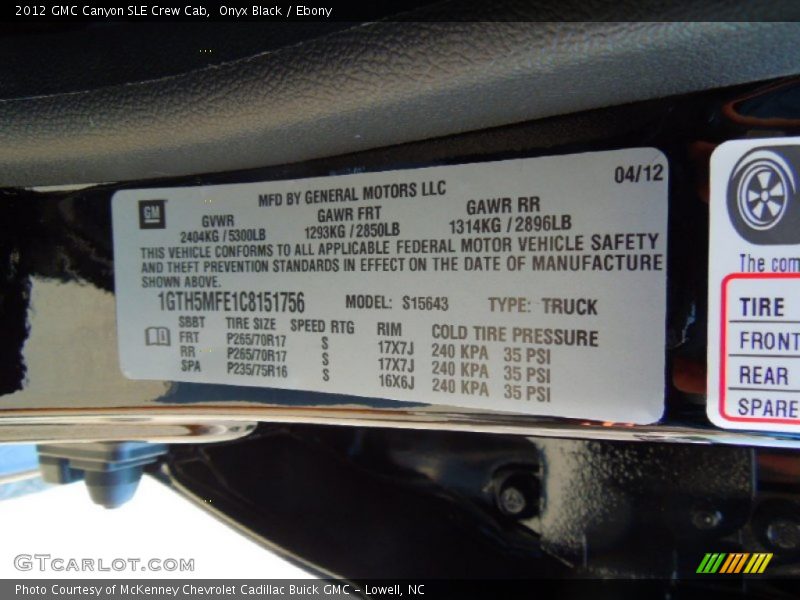 2012 GMC Canyon SLE Crew Cab,  Onyx Black / Ebony
GM
MFD BY GENERAL MOTORS LLC
04/12
GVWR GAWR FRT GAWR RR
2404KG / 5300LB 1293KG / 2850LB 1314KG / 2896LB
THIS VEHICLE CONFORMS TO ALL APPLICABLE FEDERAL MOTOR VEHICLE SAFETY
AND THEFT PREVENTION STANDARDS IN EFFECT ON THE DATE OF MANUFACTURE
SHOWN ABOVE.
1GTH5MFE1C8151756 MODEL: S15643 TYPE: TRUCK
SBBT TIRE SIZE SPEED RTG RIM COLD TIRE PRESSURE
FRT P265/70R17 S 17X7J 240 KPA 35 PSI
RR P265/70R17 S 17X7J 240 KPA 35 PSI
SPA P235/75R16 S 16X6J 240 KPA 35 PSI
The com
TIRE
FRONT
REAR
SPARE
GTcarlot.com
Photo Courtesy of McKenney Chevrolet Cadillac Buick GMC - Lowell, NC